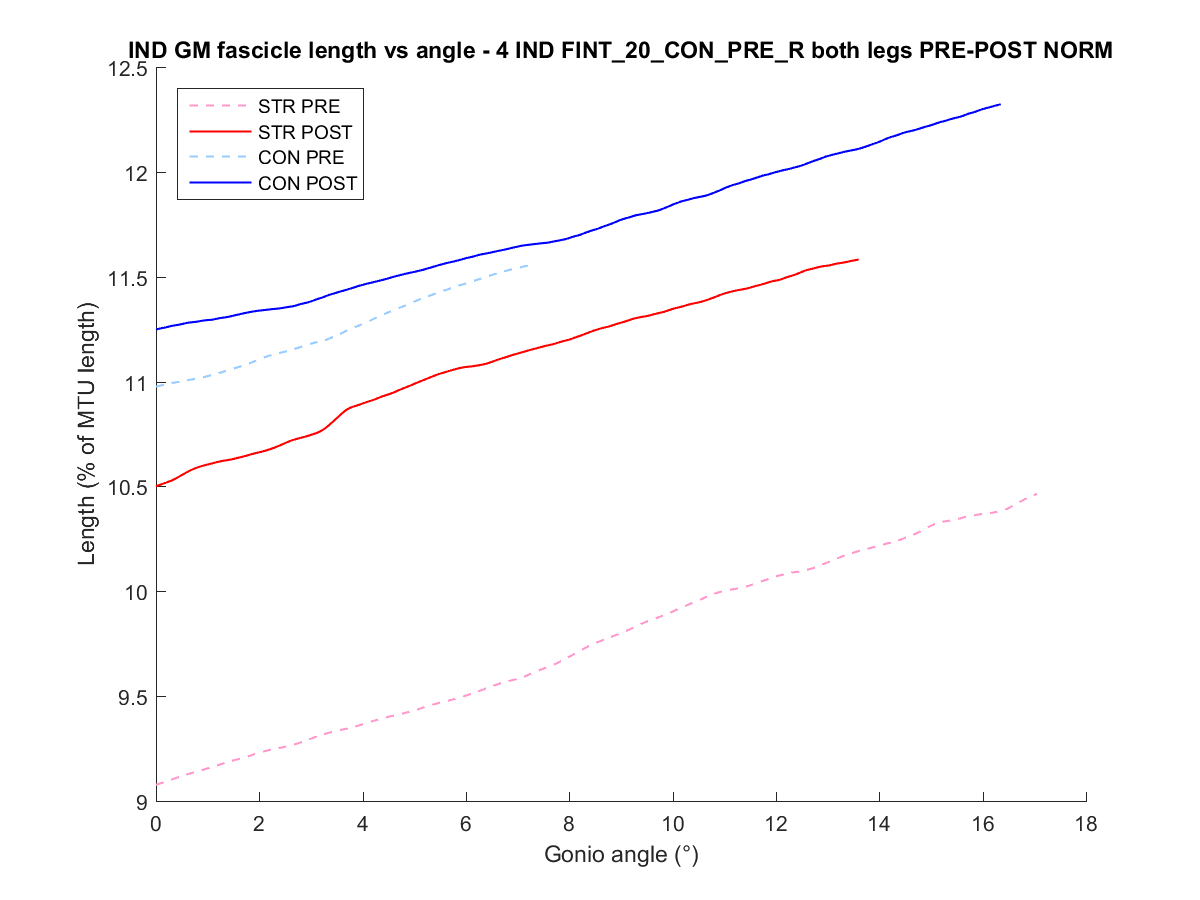 IND GM fascicle length vs angle - 4 IND FINT_20_CON_PRE_R both legs PRE-POST NORM
STR PRE
STR POST
CON PRE
CON POST
Length (% of MTU length)
12.5
12
11.5
11
10.5
10
9.5
9
0 2 4 6 8 10 12 14 16 18
Gonio angle (°)